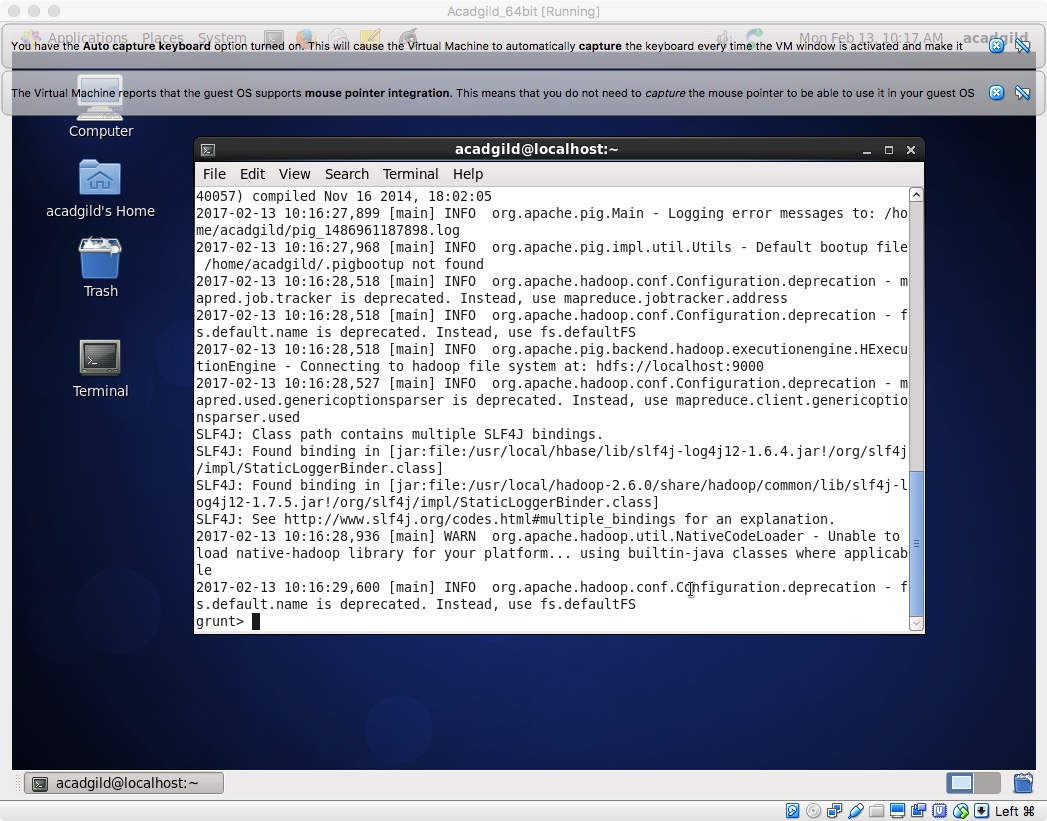 Acadgild_64bit [Running]
Applications Places System Mon Feb 13, 10:17 AM acadgild
You have the Auto capture keyboard option turned on. This will cause the Virtual Machine to automatically capture the keyboard every time the VM window is activated and make it
The Virtual Machine reports that the guest OS supports mouse pointer integration. This means that you do not need to capture the mouse pointer to be able to use it in your guest OS
Computer
acadgild's Home
Trash
Terminal
acadgild@localhost:~
File Edit View Search Terminal Help
40057) compiled Nov 16 2014, 18:02:05
2017-02-13 10:16:27,899 [main] INFO  org.apache.pig.Main - Logging error messages to: /ho
me/acadgild/pig_1486961187898.log
2017-02-13 10:16:27,968 [main] INFO  org.apache.pig.impl.util.Utils - Default bootup file
 /home/acadgild/.pigbootup not found
2017-02-13 10:16:28,518 [main] INFO  org.apache.hadoop.conf.Configuration.deprecation - m
apred.job.tracker is deprecated. Instead, use mapreduce.jobtracker.address
2017-02-13 10:16:28,518 [main] INFO  org.apache.hadoop.conf.Configuration.deprecation - f
s.default.name is deprecated. Instead, use fs.defaultFS
2017-02-13 10:16:28,518 [main] INFO  org.apache.pig.backend.hadoop.executionengine.HExecu
tionEngine - Connecting to hadoop file system at: hdfs://localhost:9000
2017-02-13 10:16:28,527 [main] INFO  org.apache.hadoop.conf.Configuration.deprecation - m
apred.used.genericoptionsparser is deprecated. Instead, use mapreduce.client.genericoptio
nsparser.used
SLF4J: Class path contains multiple SLF4J bindings.
SLF4J: Found binding in [jar:file:/usr/local/hbase/lib/slf4j-log4j12-1.6.4.jar!/org/slf4j
/impl/StaticLoggerBinder.class]
SLF4J: Found binding in [jar:file:/usr/local/hadoop-2.6.0/share/hadoop/common/lib/slf4j-l
og4j12-1.7.5.jar!/org/slf4j/impl/StaticLoggerBinder.class]
SLF4J: See http://www.slf4j.org/codes.html#multiple_bindings for an explanation.
2017-02-13 10:16:28,936 [main] WARN  org.apache.hadoop.util.NativeCodeLoader - Unable to
load native-hadoop library for your platform... using builtin-java classes where applicab
le
2017-02-13 10:16:29,600 [main] INFO  org.apache.hadoop.conf.Configuration.deprecation - f
s.default.name is deprecated. Instead, use fs.defaultFS
grunt>
acadgild@localhost:~
Left ⌘